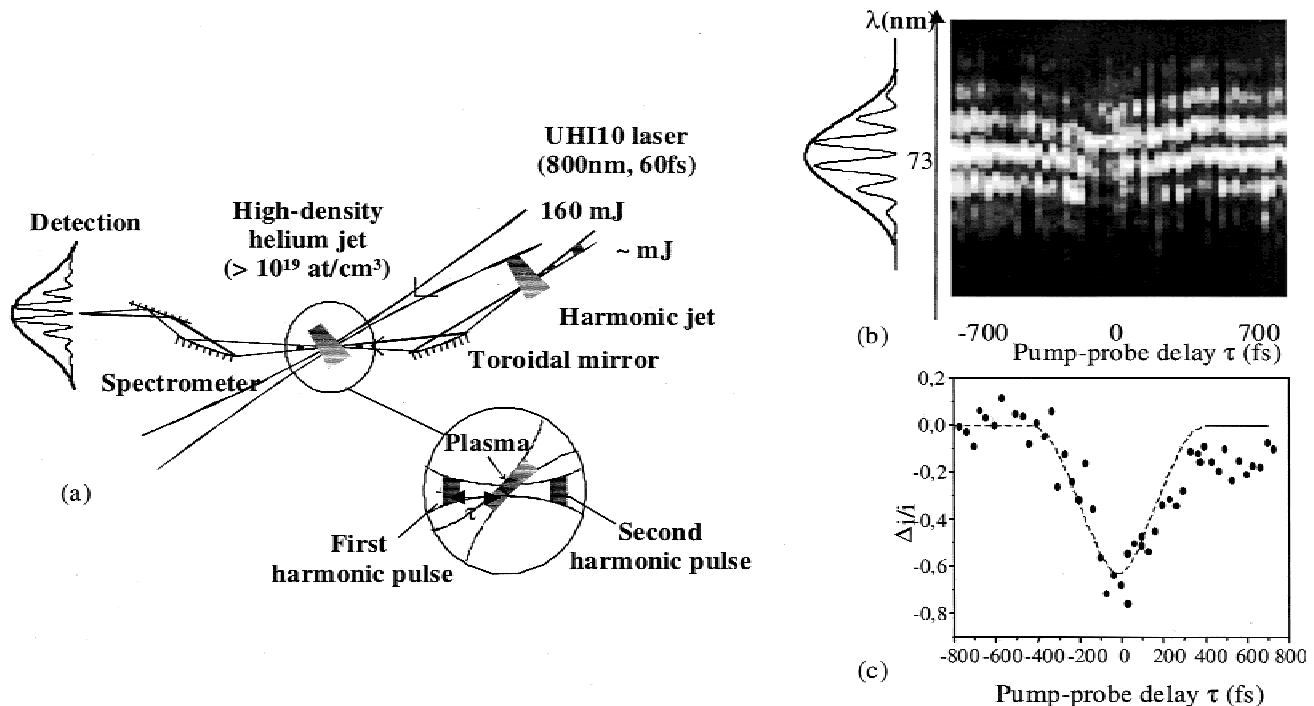 UHI10 laser
(800nm, 60fs)
160 mJ
~ mJ
High-density
helium jet
(> 10¹⁹ at/cm³)
Detection
Harmonic jet
Toroidal mirror
Spectrometer
Plasma
τ
First
harmonic pulse
Second
harmonic pulse
(a)
λ(nm)
73
-700 0 700
Pump-probe delay τ (fs)
(b)
0,2
0,0
-0,2
-0,4
-0,6
-0,8
Δi/i
-800 -600 -400 -200 0 200 400 600 800
Pump-probe delay τ (fs)
(c)